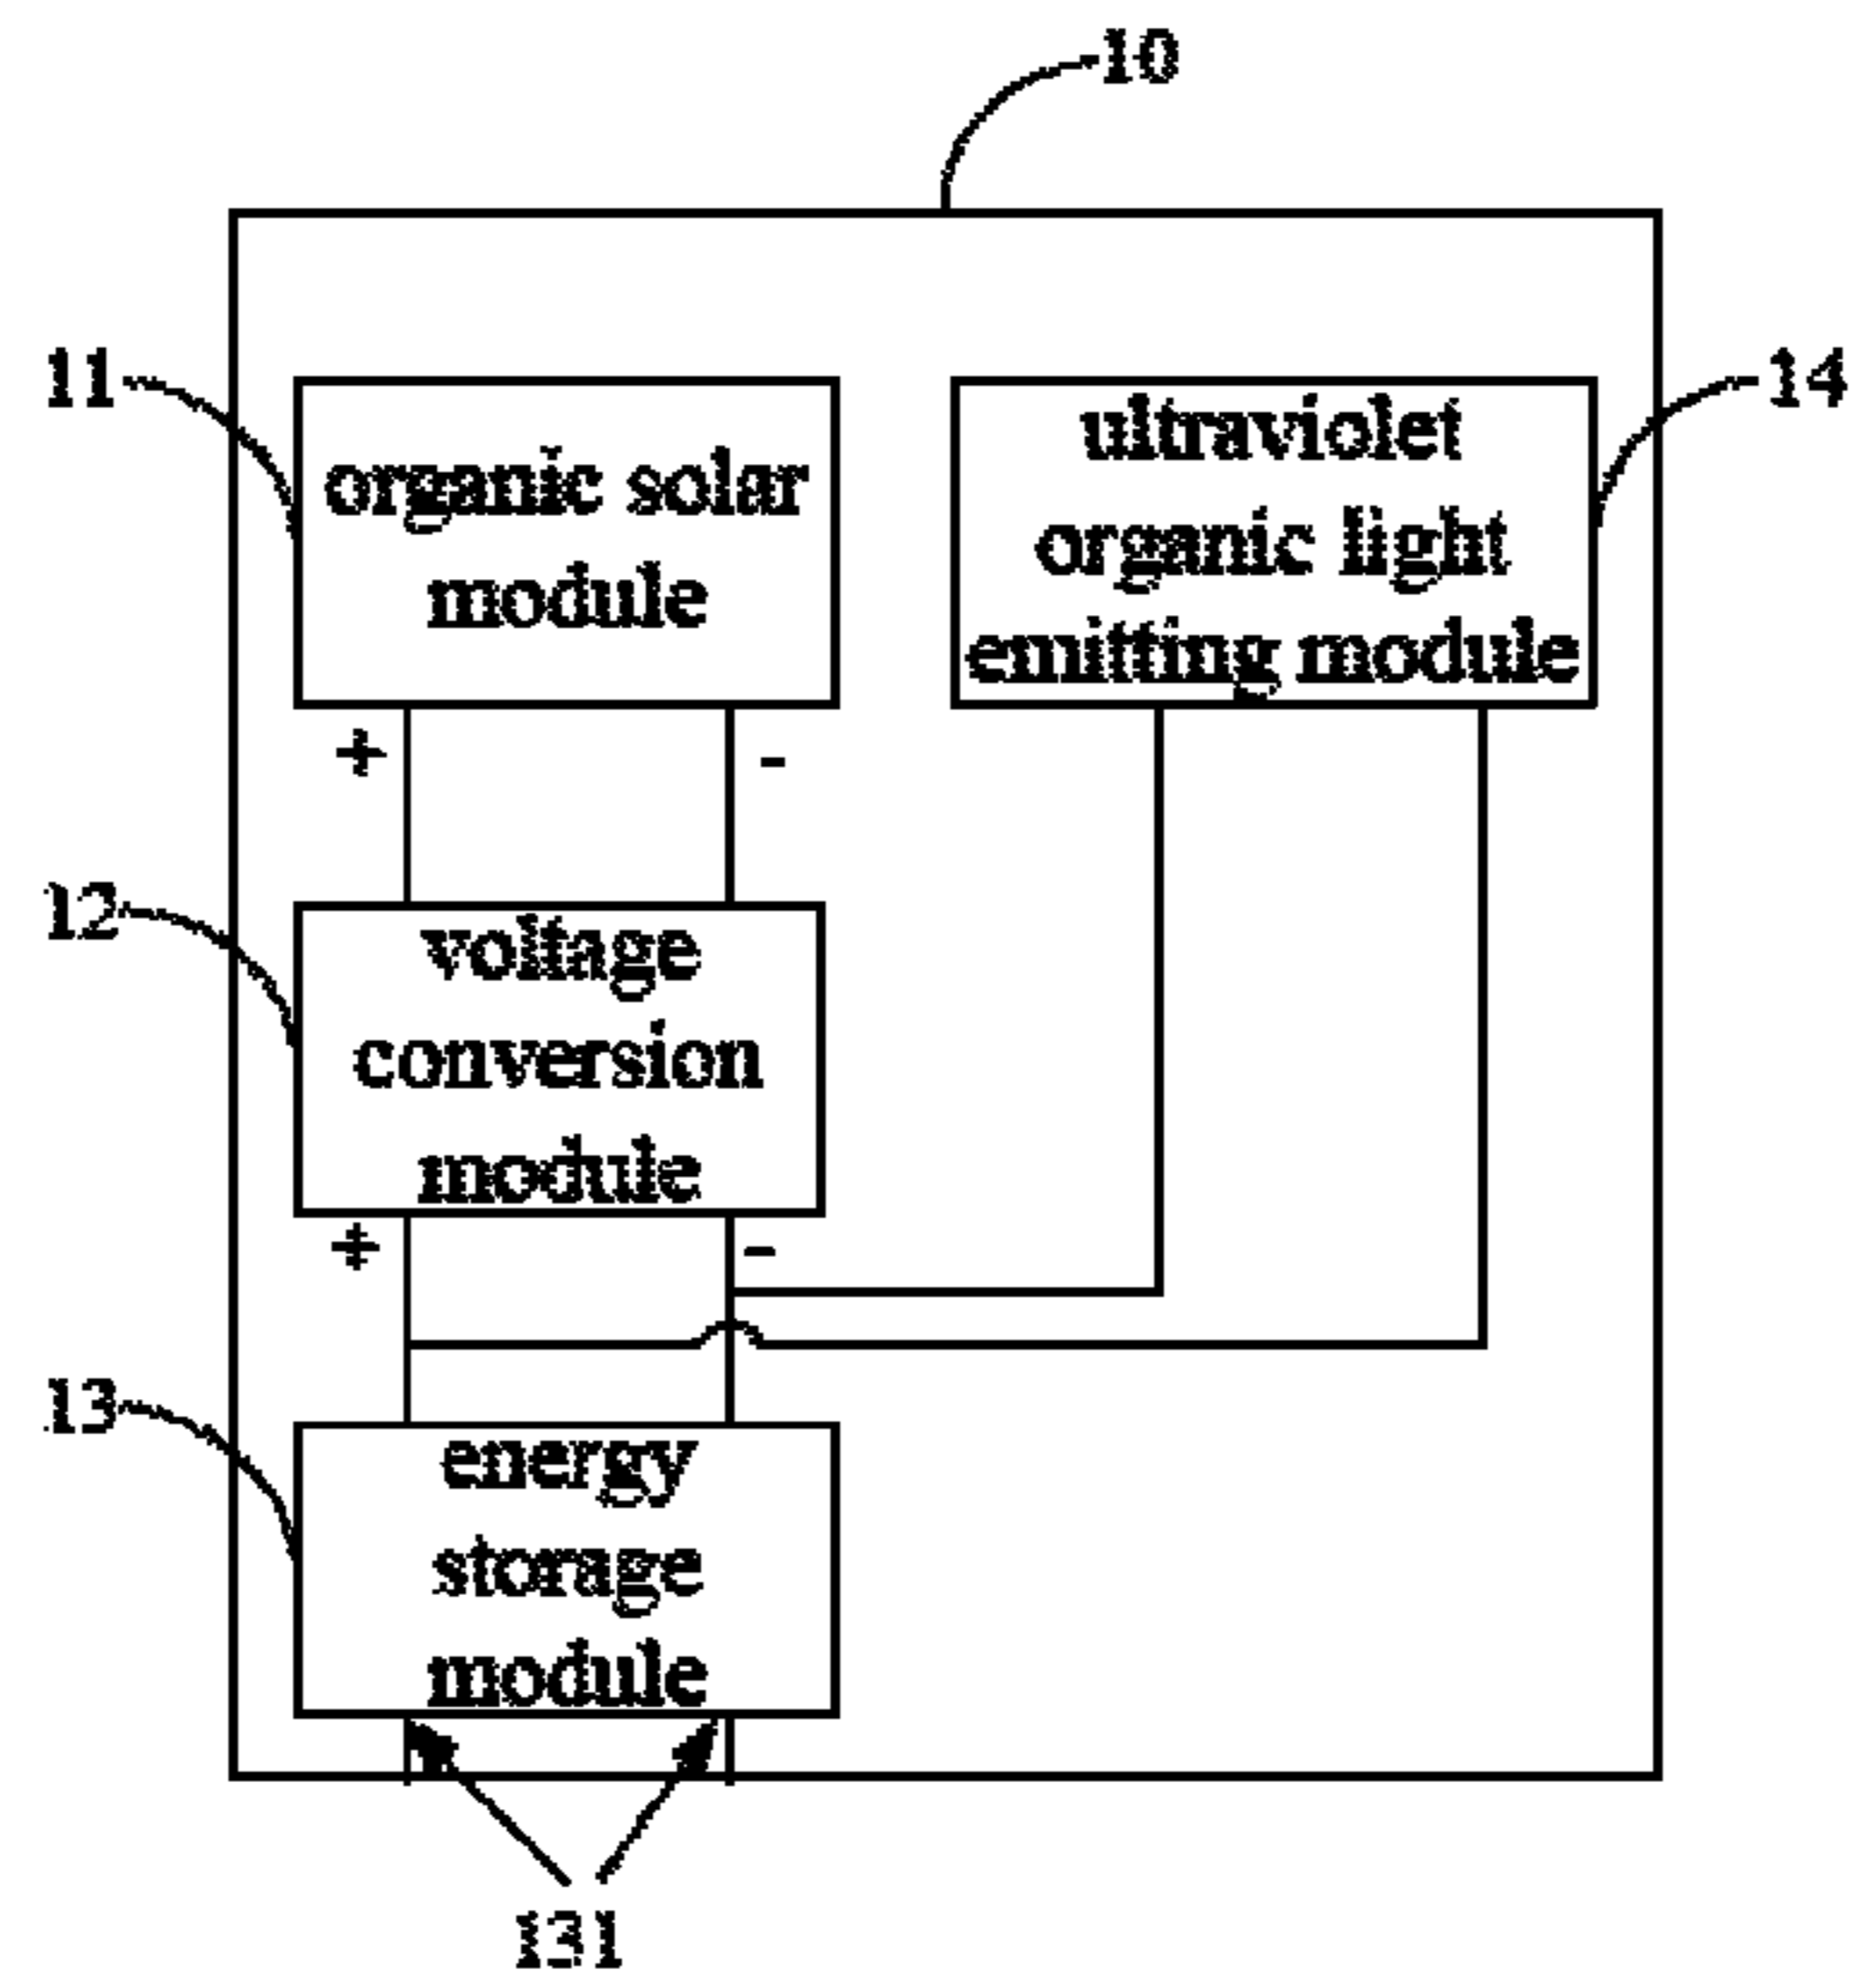 10
11
14
organic solar
module
ultraviolet
organic light
emitting module
+
-
12
voltage
conversion
module
+
-
13
energy
storage
module
131